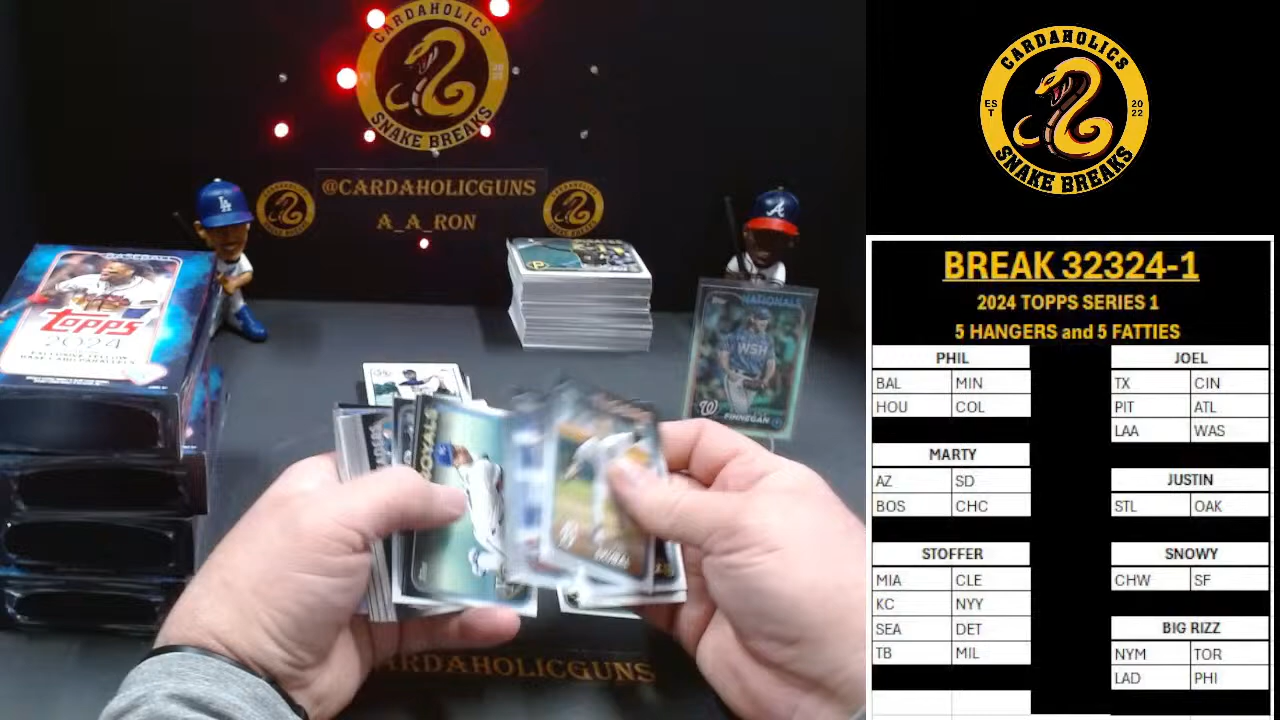 CARDAHOLICS
SNAKE BREAKS
@CARDAHOLICGUNS
A_A_RON
BASEBALL
topps
2024
NATIONALS
WSH
W
FINNEGAN
ROYALS
CARDAHOLICGUNS
CARDAHOLICS
EST
2022
SNAKE BREAKS
BREAK 32324-1
2024 TOPPS SERIES 1
5 HANGERS and 5 FATTIES
PHIL
BAL MIN
HOU COL
MARTY
AZ SD
BOS CHC
STOFFER
MIA CLE
KC NYY
SEA DET
TB MIL
JOEL
TX CIN
PIT ATL
LAA WAS
JUSTIN
STL OAK
SNOWY
CHW SF
BIG RIZZ
NYM TOR
LAD PHI